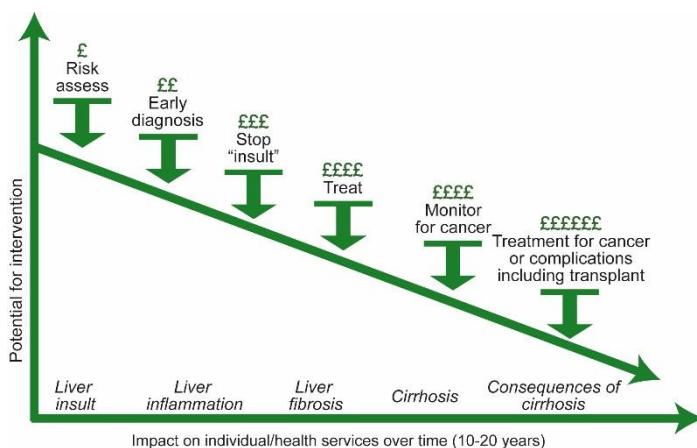 £
Risk
assess
££
Early
diagnosis
£££
Stop
“insult”
££££
Treat
££££
Monitor
for cancer
££££££
Treatment for cancer
or complications
including transplant
Potential for intervention
Liver
insult
Liver
inflammation
Liver
fibrosis
Cirrhosis
Consequences of
cirrhosis
Impact on individual/health services over time (10-20 years)